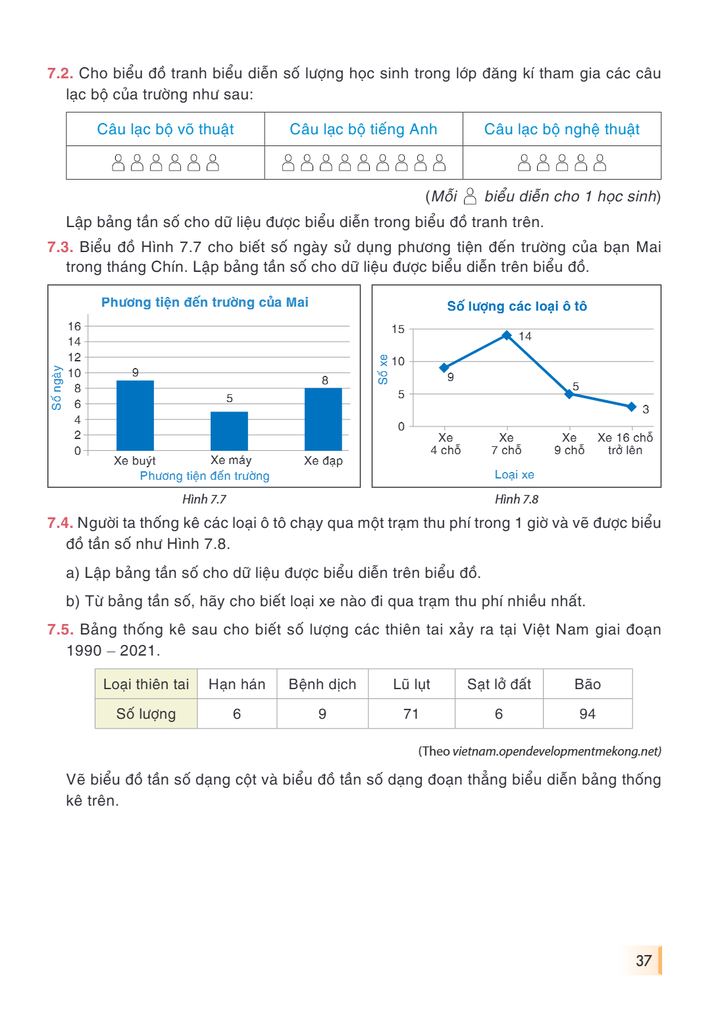 7.2. Cho biểu đồ tranh biểu diễn số lượng học sinh trong lớp đăng kí tham gia các câu
lạc bộ của trường như sau:
Câu lạc bộ võ thuật Câu lạc bộ tiếng Anh Câu lạc bộ nghệ thuật
(Mỗi biểu diễn cho 1 học sinh)
Lập bảng tần số cho dữ liệu được biểu diễn trong biểu đồ tranh trên.
7.3. Biểu đồ Hình 7.7 cho biết số ngày sử dụng phương tiện đến trường của bạn Mai
trong tháng Chín. Lập bảng tần số cho dữ liệu được biểu diễn trên biểu đồ.
Phương tiện đến trường của Mai
Số ngày
16
14
12
10
8
6
4
2
0
9
5
8
Xe buýt Xe máy Xe đạp
Phương tiện đến trường
Hình 7.7
Số lượng các loại ô tô
Số xe
15
10
5
0
9
14
5
3
Xe Xe Xe Xe 16 chỗ
4 chỗ 7 chỗ 9 chỗ trở lên
Loại xe
Hình 7.8
7.4. Người ta thống kê các loại ô tô chạy qua một trạm thu phí trong 1 giờ và vẽ được biểu
đồ tần số như Hình 7.8.
a) Lập bảng tần số cho dữ liệu được biểu diễn trên biểu đồ.
b) Từ bảng tần số, hãy cho biết loại xe nào đi qua trạm thu phí nhiều nhất.
7.5. Bảng thống kê sau cho biết số lượng các thiên tai xảy ra tại Việt Nam giai đoạn
1990 – 2021.
Loại thiên tai Hạn hán Bệnh dịch Lũ lụt Sạt lở đất Bão
Số lượng 6 9 71 6 94
(Theo vietnam.opendevelopmentmekong.net)
Vẽ biểu đồ tần số dạng cột và biểu đồ tần số dạng đoạn thẳng biểu diễn bảng thống
kê trên.
37